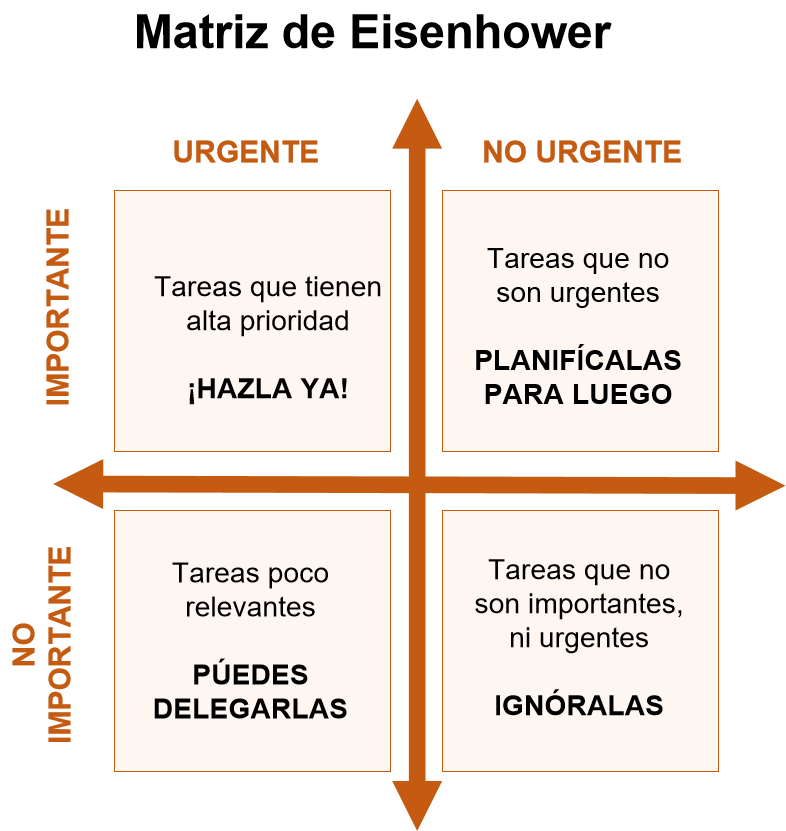 Matriz de Eisenhower
URGENTE
NO URGENTE
IMPORTANTE
Tareas que tienen
alta prioridad
¡HAZLA YA!
Tareas que no
son urgentes
PLANIFÍCALAS
PARA LUEGO
NO
IMPORTANTE
Tareas poco
relevantes
PÚEDES
DELEGARLAS
Tareas que no
son importantes,
ni urgentes
IGNÓRALAS